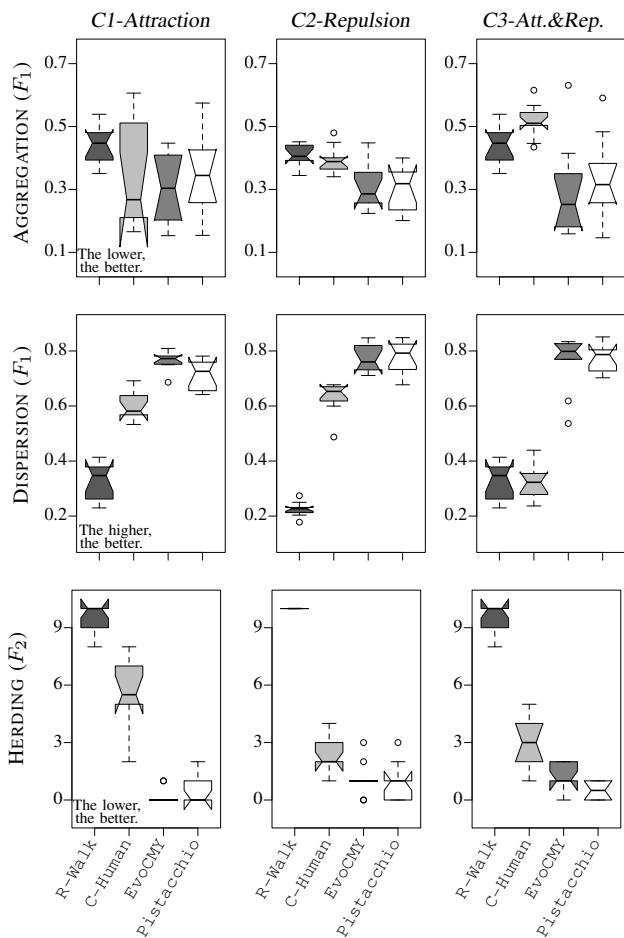 C1-Attraction C2-Repulsion C3-Att.&Rep.
AGGREGATION (F1)
0.7 0.7 0.7
0.5 0.5 0.5
0.3 0.3 0.3
0.1 0.1 0.1
The lower,
the better.
DISPERSION (F1)
0.8 0.8 0.8
0.6 0.6 0.6
0.4 0.4 0.4
0.2 0.2 0.2
The higher,
the better.
HERDING (F2)
9 9 9
6 6 6
3 3 3
0 0 0
The lower,
the better.
R-Walk C-Human EvoCMY Pistacchio
R-Walk C-Human EvoCMY Pistacchio
R-Walk C-Human EvoCMY Pistacchio